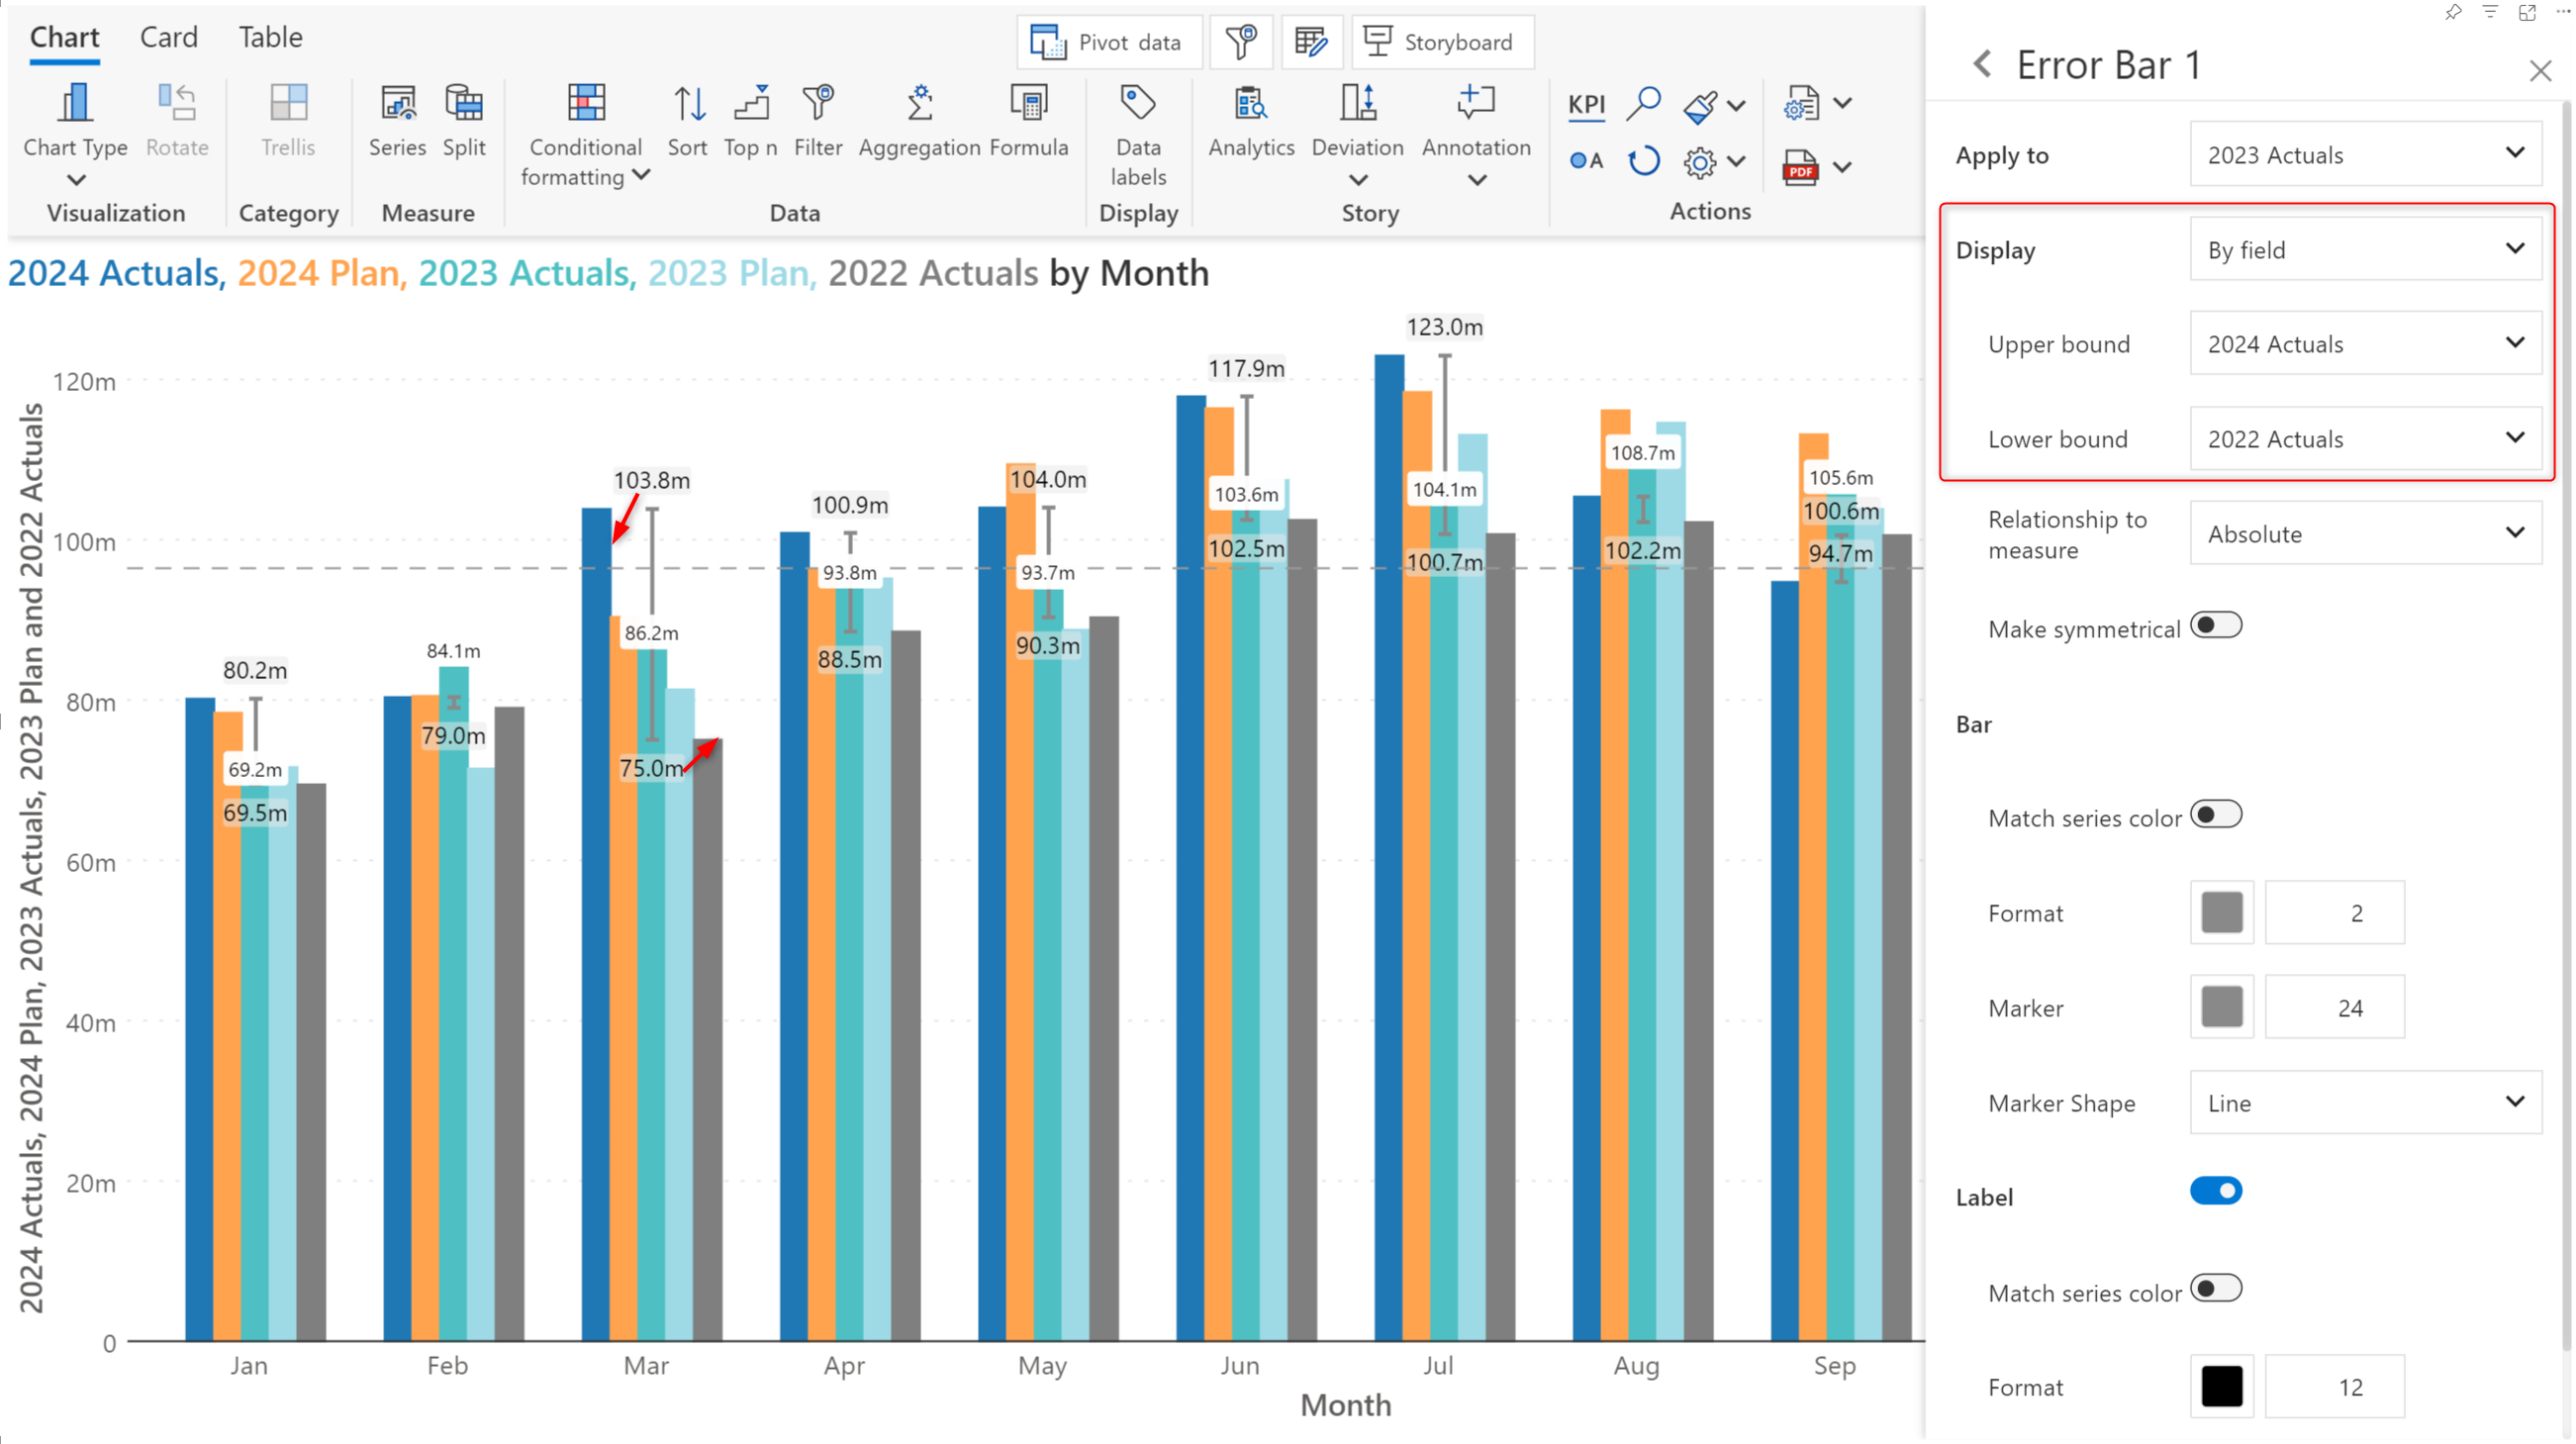 Chart Card Table
Pivot data
Storyboard
Chart Type
Rotate
Trellis
Series
Split
Conditional
formatting
Sort
Top n
Filter
Aggregation
Formula
Data
labels
Analytics
Deviation
Annotation
KPI
A
PDF
Visualization
Category
Measure
Data
Display
Story
Actions
2024 Actuals, 2024 Plan, 2023 Actuals, 2023 Plan, 2022 Actuals by Month
2024 Actuals, 2024 Plan, 2023 Actuals, 2023 Plan and 2022 Actuals
120m
100m
80m
60m
40m
20m
0
80.2m
69.2m
69.5m
84.1m
79.0m
103.8m
86.2m
75.0m
100.9m
93.8m
88.5m
104.0m
93.7m
90.3m
117.9m
103.6m
102.5m
123.0m
104.1m
100.7m
108.7m
102.2m
105.6m
100.6m
94.7m
Jan Feb Mar Apr May Jun Jul Aug Sep
Month
Error Bar 1
Apply to 2023 Actuals
Display By field
Upper bound 2024 Actuals
Lower bound 2022 Actuals
Relationship to
measure
Absolute
Make symmetrical
Bar
Match series color
Format 2
Marker 24
Marker Shape Line
Label
Match series color
Format 12